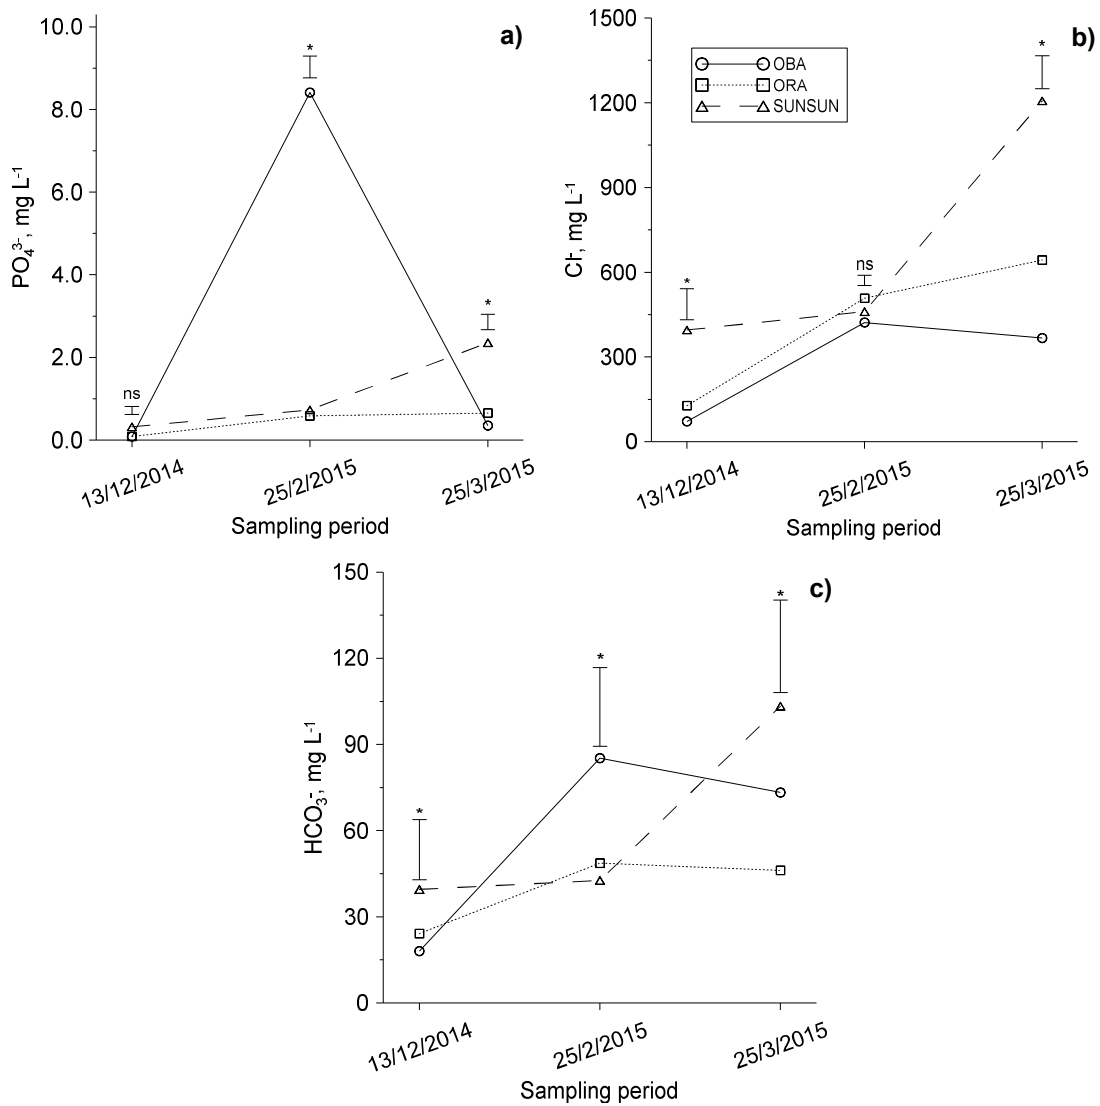 a)
10.0
8.0
6.0
4.0
2.0
0.0
PO₄³⁻, mg L⁻¹
ns
*
*
13/12/2014
25/2/2015
25/3/2015
Sampling period
b)
1500
1200
900
600
300
0
Cl⁻, mg L⁻¹
OBA
ORA
SUNSUN
*
ns
*
13/12/2014
25/2/2015
25/3/2015
Sampling period
c)
150
120
90
60
30
0
HCO₃⁻, mg L⁻¹
*
*
*
13/12/2014
25/2/2015
25/3/2015
Sampling period